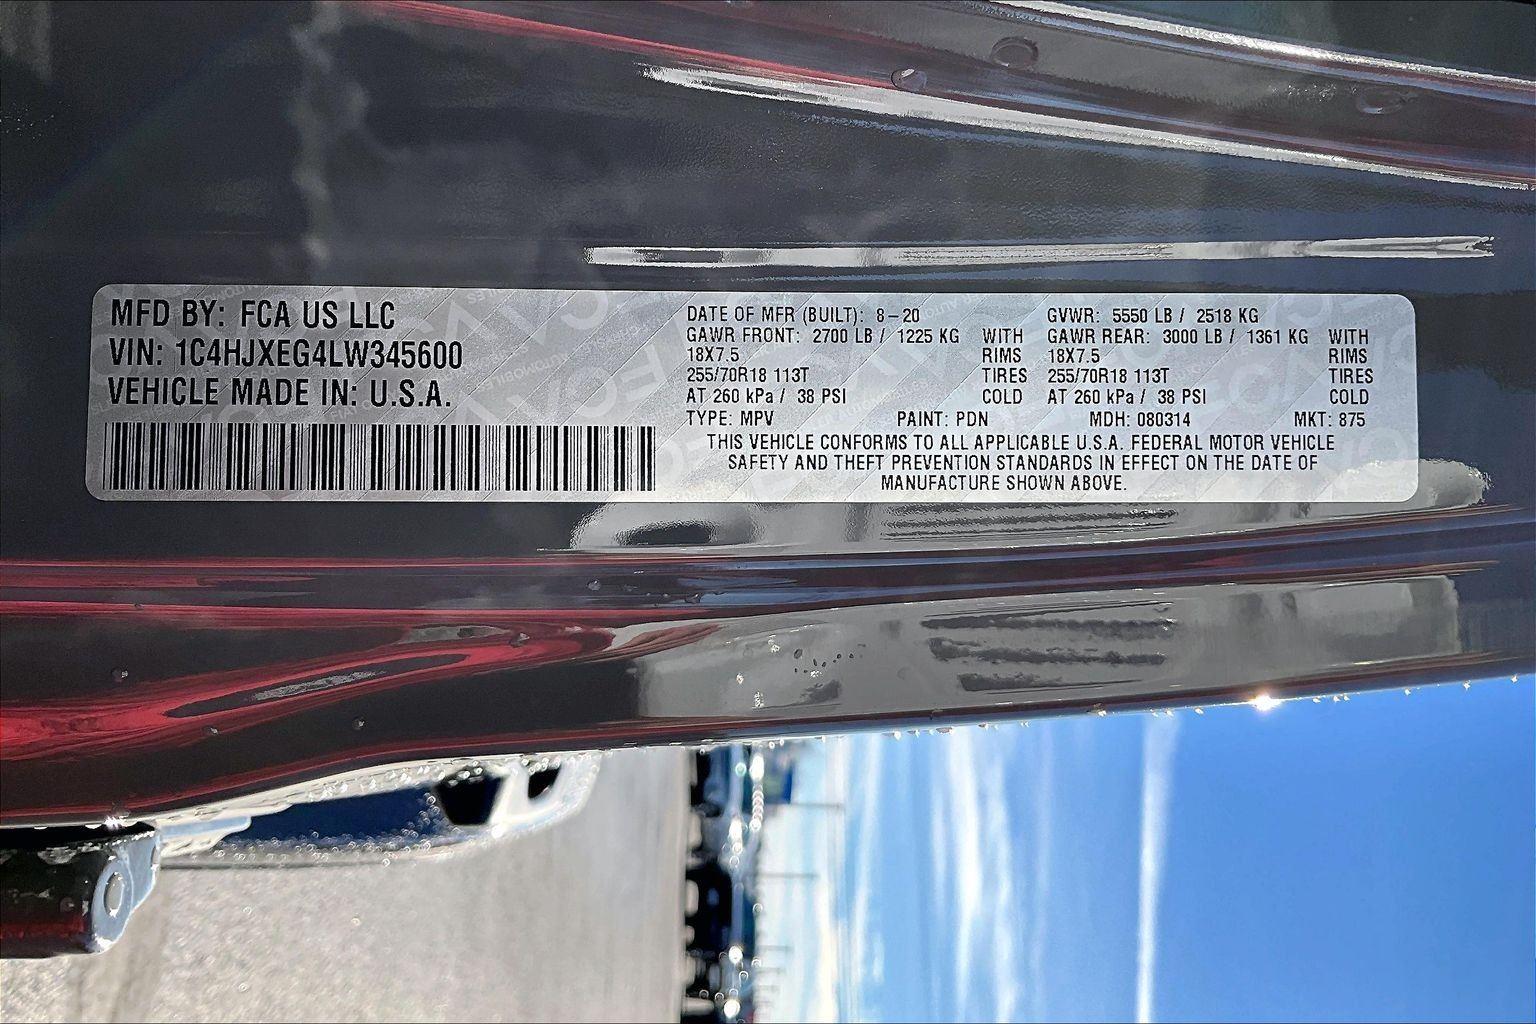 MFD BY: FCA US LLC
VIN: 1C4HJXEG4LW345600
VEHICLE MADE IN: U.S.A.
DATE OF MFR (BUILT): 8-20 GVWR: 5550 LB / 2518 KG
GAWR FRONT: 2700 LB / 1225 KG WITH GAWR REAR: 3000 LB / 1361 KG WITH
18X7.5 RIMS 18X7.5 RIMS
255/70R18 113T TIRES 255/70R18 113T TIRES
AT 260 kPa / 38 PSI COLD AT 260 kPa / 38 PSI COLD
TYPE: MPV PAINT: PDN MDH: 080314 MKT: 875
THIS VEHICLE CONFORMS TO ALL APPLICABLE U.S.A. FEDERAL MOTOR VEHICLE
SAFETY AND THEFT PREVENTION STANDARDS IN EFFECT ON THE DATE OF
MANUFACTURE SHOWN ABOVE.